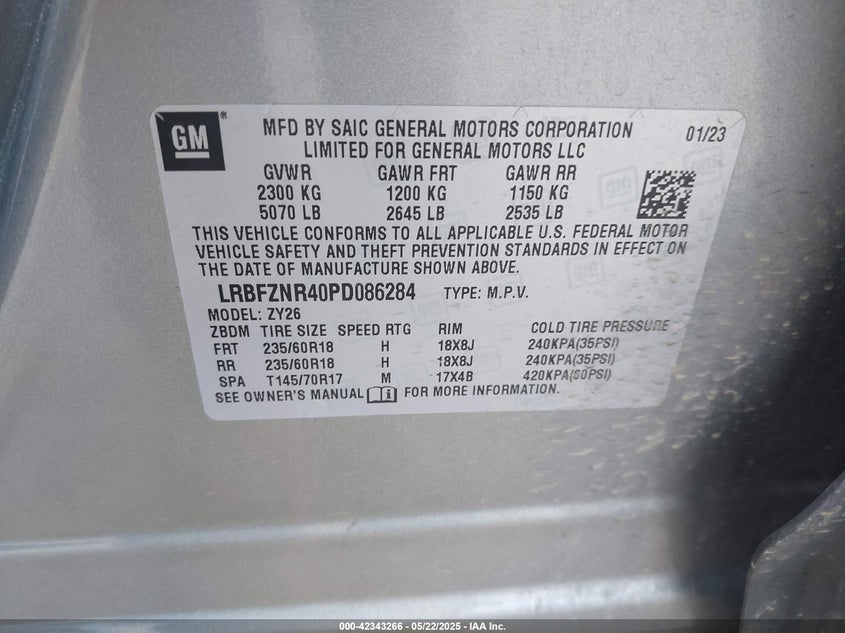 GM ®
MFD BY SAIC GENERAL MOTORS CORPORATION 01/23
LIMITED FOR GENERAL MOTORS LLC
GVWR GAWR FRT GAWR RR
2300 KG 1200 KG 1150 KG
5070 LB 2645 LB 2535 LB
THIS VEHICLE CONFORMS TO ALL APPLICABLE U.S. FEDERAL MOTOR
VEHICLE SAFETY AND THEFT PREVENTION STANDARDS IN EFFECT ON
THE DATE OF MANUFACTURE SHOWN ABOVE.
LRBFZNR40PD086284 TYPE: M.P.V.
MODEL: ZY26
ZBDM TIRE SIZE SPEED RTG RIM COLD TIRE PRESSURE
FRT 235/60R18 H 18X8J 240KPA(35PSI)
RR 235/60R18 H 18X8J 240KPA(35PSI)
SPA T145/70R17 M 17X4B 420KPA(60PSI)
SEE OWNER'S MANUAL FOR MORE INFORMATION.
000-42343266 - 05/22/2025 - IAA Inc.